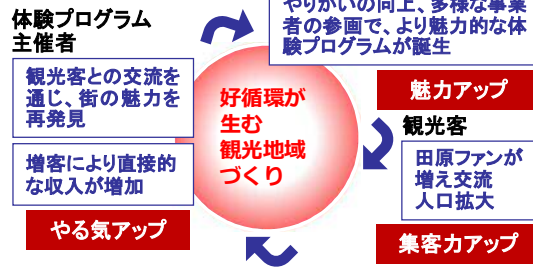 体験プログラム
主催者
やりがいの向上、多様な事業
者の参画で、より魅力的な体
験プログラムが誕生
観光客との交流を
通じ、街の魅力を
再発見
増客により直接的
な収入が増加
やる気アップ
好循環が
生む
観光地域
づくり
魅力アップ
観光客
田原ファンが
増え交流
人口拡大
集客力アップ